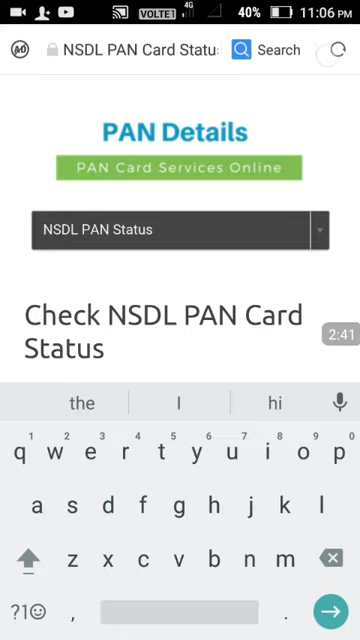 VOLTE1 4G 40% 11:06 PM
NSDL PAN Card Statu Search
PAN Details
PAN Card Services Online
NSDL PAN Status
Check NSDL PAN Card
Status
2:41
the I hi
1 2 3 4 5 6 7 8 9 0
q w e r t y u i o p
a s d f g h j k l
z x c v b n m
?1 , .